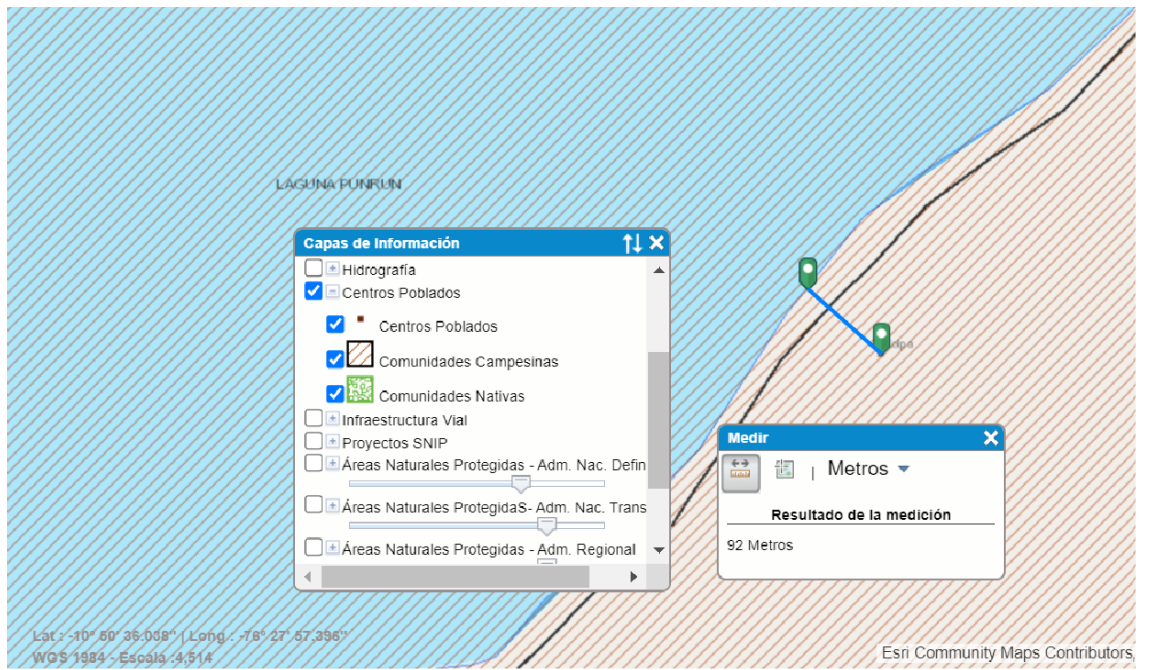 LAGUNA PUNRUN
Capas de Información
Hidrografía
Centros Poblados
Centros Poblados
Comunidades Campesinas
Comunidades Nativas
Infraestructura Vial
Proyectos SNIP
Áreas Naturales Protegidas - Adm. Nac. Defin
Áreas Naturales ProtegidaS- Adm. Nac. Trans
Áreas Naturales Protegidas - Adm. Regional
Medir
| Metros
Resultado de la medición
92 Metros
Lat : -10° 50' 36.038" | Long : -76° 27' 57.396"
WGS 1984 - Escala :4,514
Esri Community Maps Contributors,